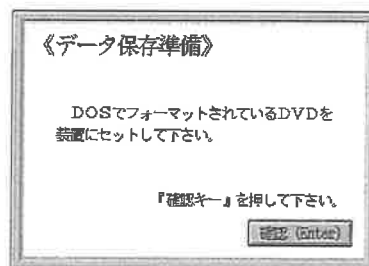 《データ保存準備》
DOSでフォーマットされているDVDを
装置にセットして下さい。
『確認キー』を押して下さい。
確認 (Enter)